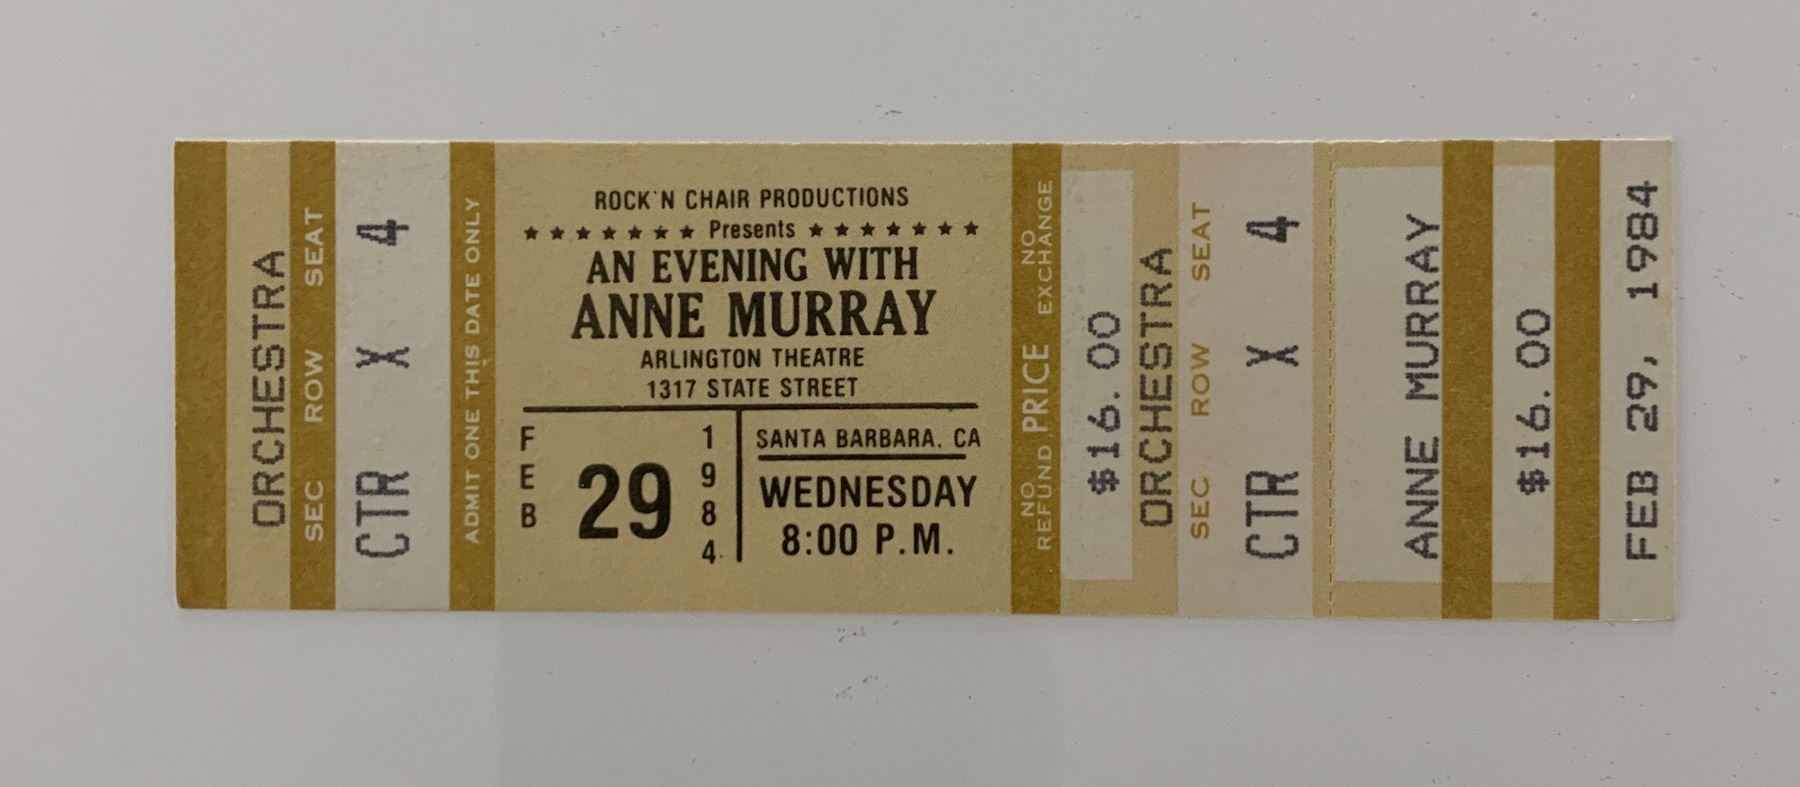 ORCHESTRA
SEC ROW SEAT
CTR X 4
ADMIT ONE THIS DATE ONLY
ROCK'N CHAIR PRODUCTIONS
★ ★ ★ ★ ★ ★ ★ Presents ★ ★ ★ ★ ★ ★ ★
AN EVENING WITH
ANNE MURRAY
ARLINGTON THEATRE
1317 STATE STREET
FEB 29 1984
SANTA BARBARA, CA
WEDNESDAY
8:00 P.M.
NO REFUND PRICE NO EXCHANGE
$16.00
ORCHESTRA
SEC ROW SEAT
CTR X 4
ANNE MURRAY
$16.00
FEB 29, 1984